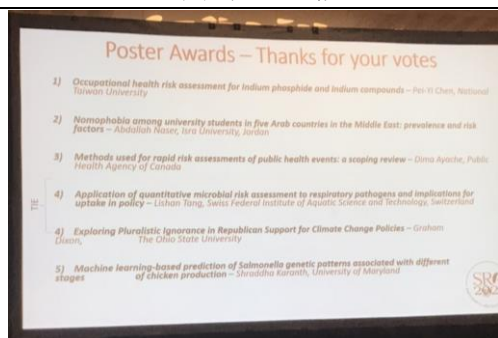 Poster Awards – Thanks for your votes
1) Occupational health risk assessment for Indium phosphide and indium compounds – Pei-Yi Chen, National
Taiwan University
2) Nomophobia among university students in five Arab countries in the Middle East: prevalence and risk
factors – Abdallah Naser, Isra University, Jordan
3) Methods used for rapid risk assessments of public health events: a scoping review – Dima Ayache, Public
Health Agency of Canada
TIE
4) Application of quantitative microbial risk assessment to respiratory pathogens and implications for
uptake in policy – Lishan Tang, Swiss Federal Institute of Aquatic Science and Technology, Switzerland
4) Exploring Pluralistic Ignorance in Republican Support for Climate Change Policies – Graham
Dixon, The Ohio State University
5) Machine learning-based prediction of Salmonella genetic patterns associated with different
stages of chicken production – Shraddha Karanth, University of Maryland